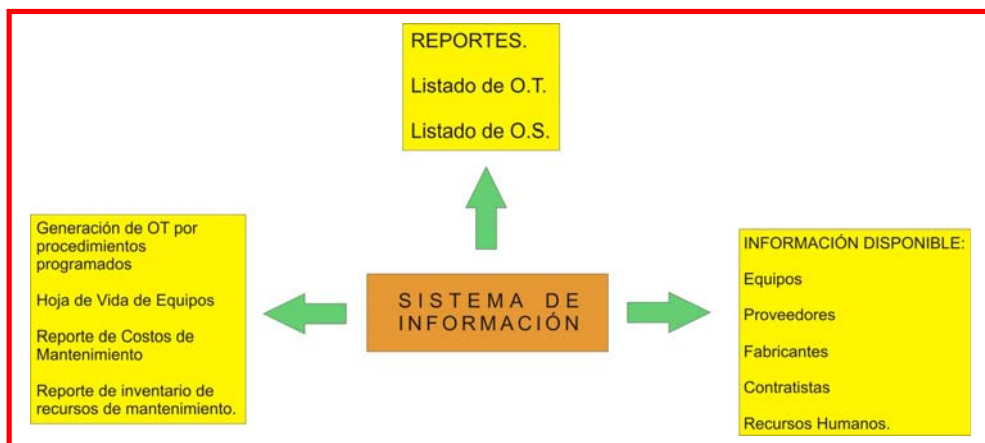 REPORTES.
Listado de O.T.
Listado de O.S.
Generación de OT por
procedimientos
programados
Hoja de Vida de Equipos
Reporte de Costos de
Mantenimiento
Reporte de inventario de
recursos de mantenimiento.
SISTEMA DE
INFORMACIÓN
INFORMACIÓN DISPONIBLE:
Equipos
Proveedores
Fabricantes
Contratistas
Recursos Humanos.